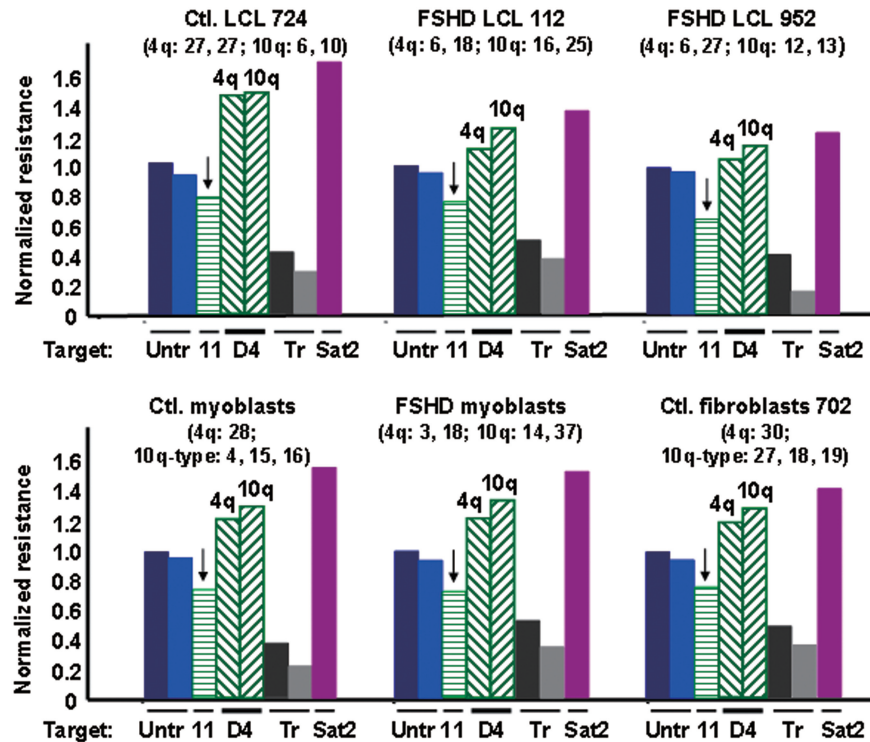 Ctl. LCL 724
(4q: 27, 27; 10q: 6, 10)
FSHD LCL 112
(4q: 6, 18; 10q: 16, 25)
FSHD LCL 952
(4q: 6, 27; 10q: 12, 13)
Normalized resistance
1.6
1.4
1.2
1.0
0.8
0.6
0.4
0.2
0
4q 10q
4q 10q
4q 10q
Target: Untr 11 D4 Tr Sat2 Untr 11 D4 Tr Sat2 Untr 11 D4 Tr Sat2
Ctl. myoblasts
(4q: 28;
10q-type: 4, 15, 16)
FSHD myoblasts
(4q: 3, 18; 10q: 14, 37)
Ctl. fibroblasts 702
(4q: 30;
10q-type: 27, 18, 19)
Normalized resistance
1.6
1.4
1.2
1.0
0.8
0.6
0.4
0.2
0
4q 10q
4q 10q
4q 10q
Target: Untr 11 D4 Tr Sat2 Untr 11 D4 Tr Sat2 Untr 11 D4 Tr Sat2